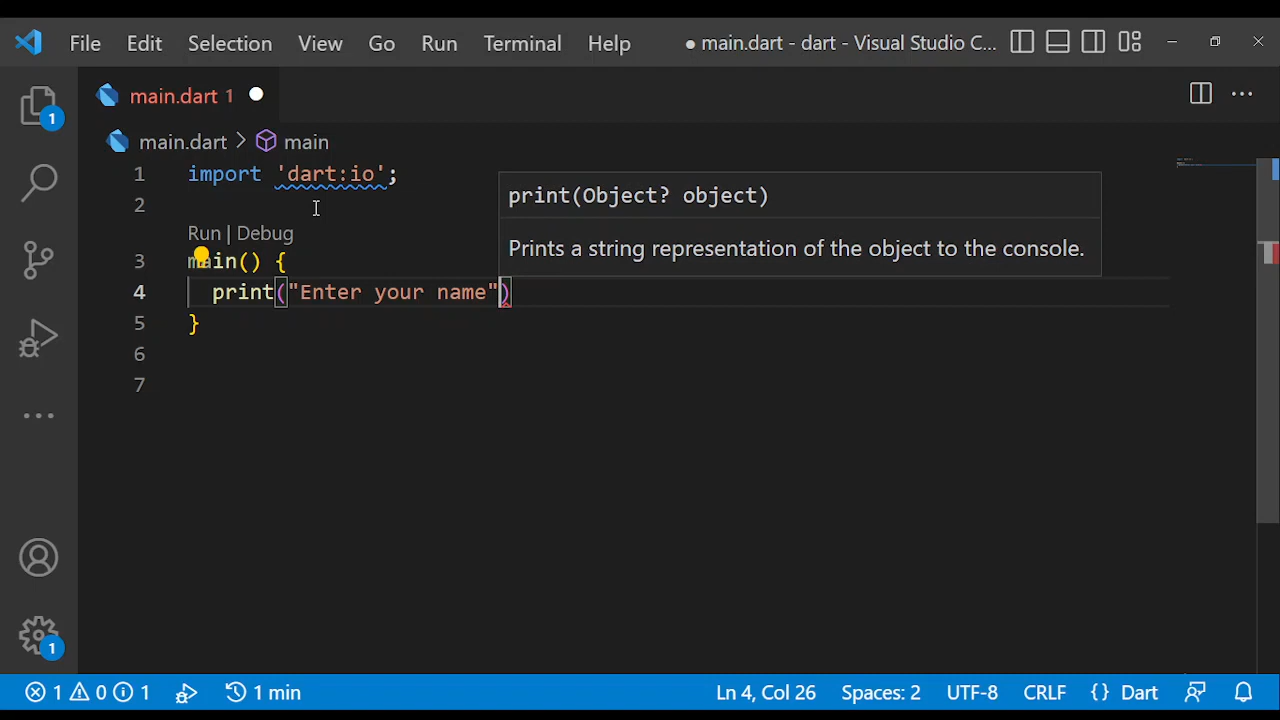 File Edit Selection View Go Run Terminal Help ● main.dart - dart - Visual Studio C...
main.dart 1
main.dart > main
1 import 'dart:io';
2
Run | Debug
3 main() {
4 print("Enter your name")
5 }
6
7
print(Object? object)
Prints a string representation of the object to the console.
1
1
1 0 1 1 min Ln 4, Col 26 Spaces: 2 UTF-8 CRLF {} Dart